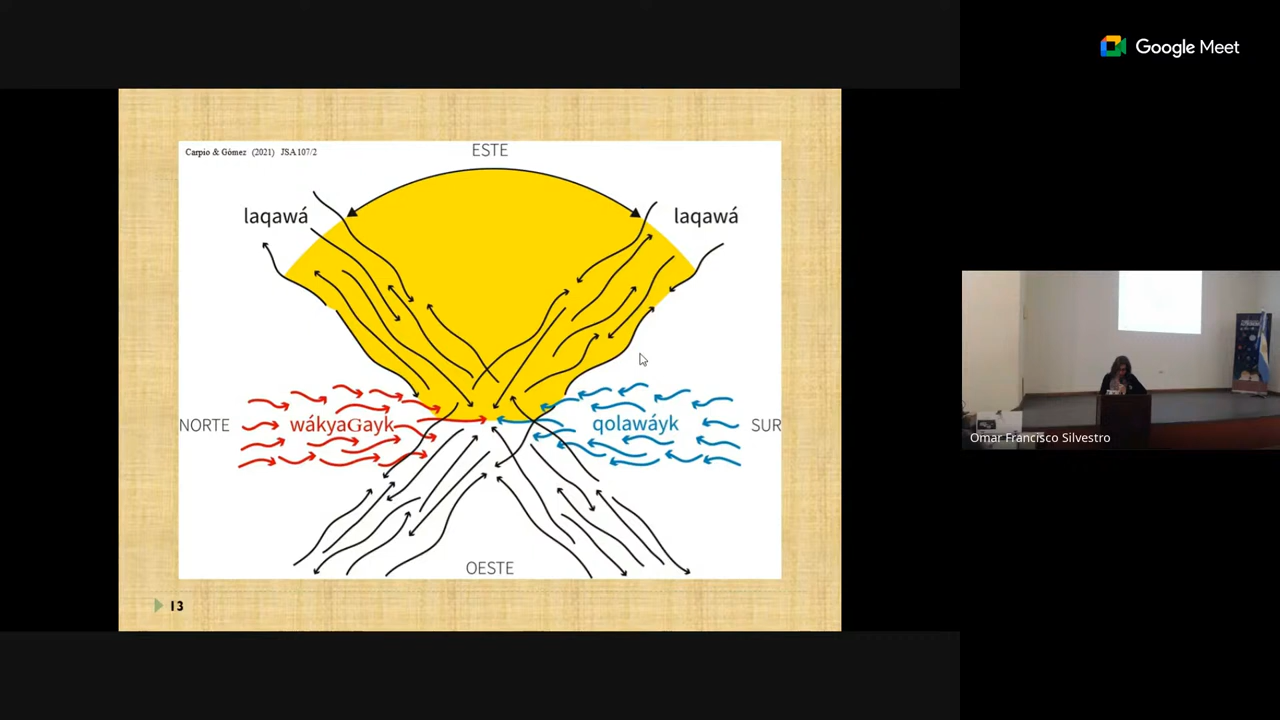 Google Meet
Carpio & Gómez (2021) JSA107/2
ESTE
laqawá
laqawá
NORTE
wákyaGayk
qolawáyk
SUR
Omar Francisco Silvestro
OESTE
13